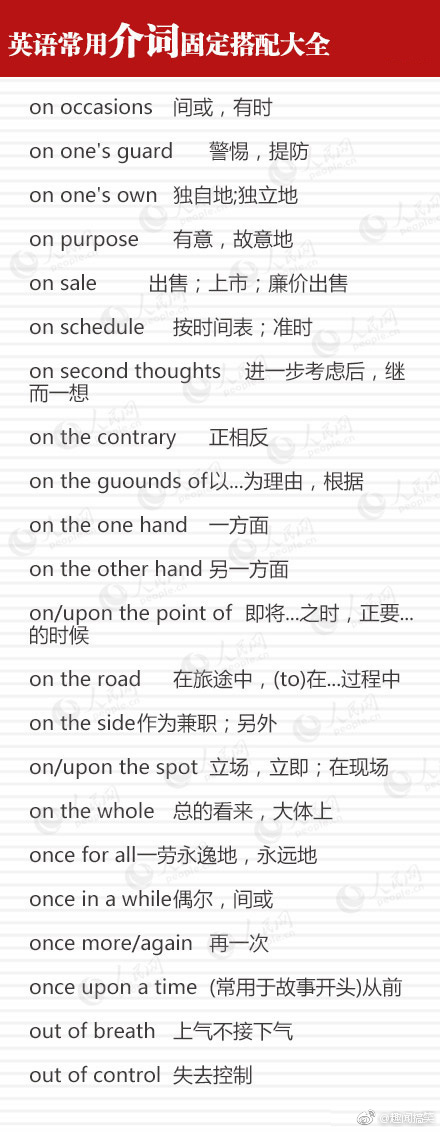 英语常用介词固定搭配大全
on occasions 间或，有时
on one's guard 警惕，提防
on one's own 独自地;独立地
on purpose 有意，故意地
on sale 出售；上市；廉价出售
on schedule 按时间表；准时
on second thoughts 进一步考虑后，继
而一想
on the contrary 正相反
on the guounds of以...为理由，根据
on the one hand 一方面
on the other hand 另一方面
on/upon the point of 即将...之时，正要...
的时候
on the road 在旅途中，(to)在...过程中
on the side作为兼职；另外
on/upon the spot 立场，立即；在现场
on the whole 总的看来，大体上
once for all一劳永逸地，永远地
once in a while偶尔，间或
once more/again 再一次
once upon a time (常用于故事开头)从前
out of breath 上气不接下气
out of control 失去控制
人民网
people.cn